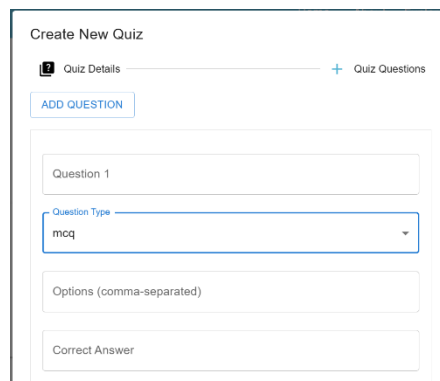 Create New Quiz
Quiz Details
Quiz Questions
ADD QUESTION
Question 1
Question Type
mcq
Options (comma-separated)
Correct Answer